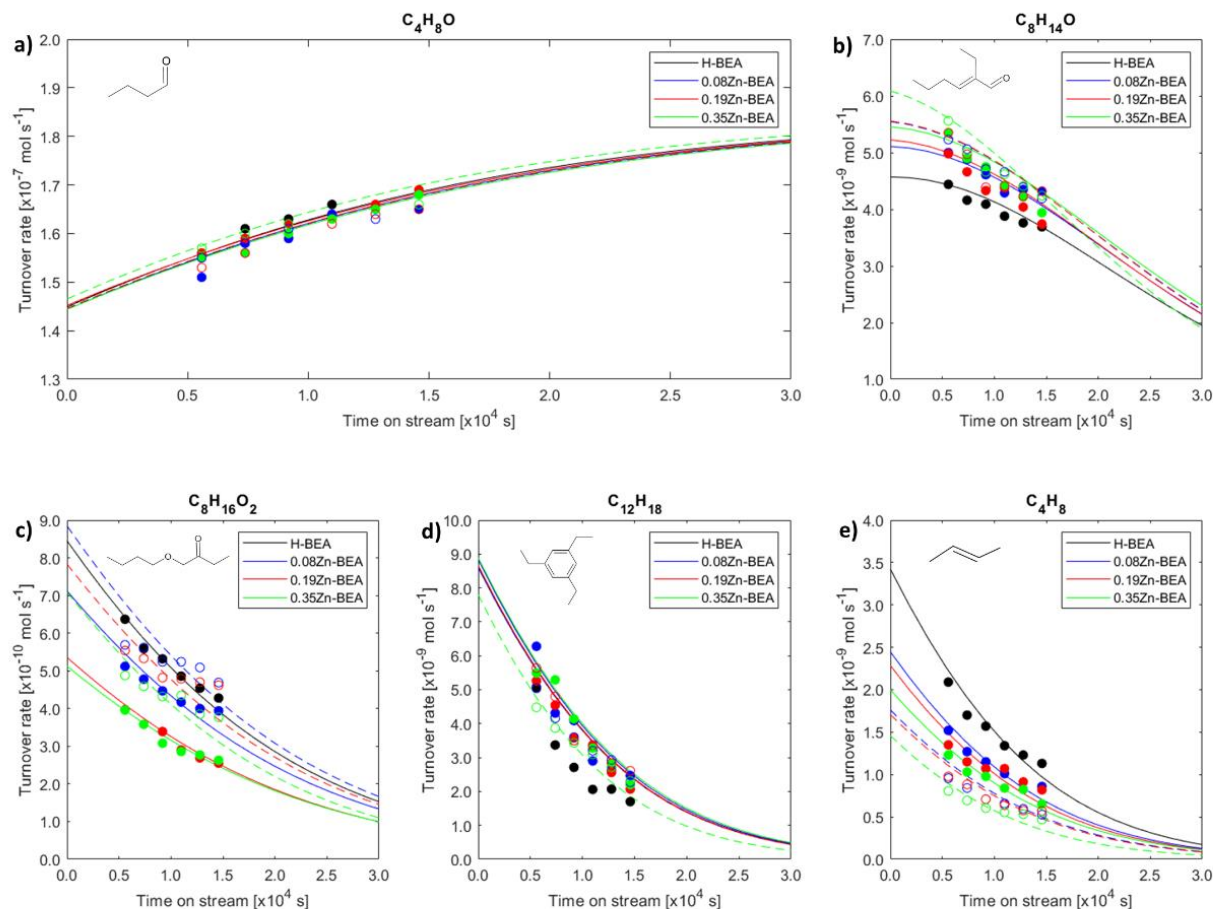 C₄H₈O
a)
2.0
1.9
1.8
1.7
1.6
1.5
1.4
1.3
Turnover rate [x10⁻⁷ mol s⁻¹]
O
H-BEA
0.08Zn-BEA
0.19Zn-BEA
0.35Zn-BEA
0.0 0.5 1.0 1.5 2.0 2.5 3.0
Time on stream [x10⁴ s]
C₈H₁₄O
b)
7.0
6.0
5.0
4.0
3.0
2.0
1.0
Turnover rate [x10⁻⁹ mol s⁻¹]
O
H-BEA
0.08Zn-BEA
0.19Zn-BEA
0.35Zn-BEA
0.0 0.5 1.0 1.5 2.0 2.5 3.0
Time on stream [x10⁴ s]
C₈H₁₆O₂
c)
9.0
8.0
7.0
6.0
5.0
4.0
3.0
2.0
1.0
0.0
Turnover rate [x10⁻¹⁰ mol s⁻¹]
O
O
H-BEA
0.08Zn-BEA
0.19Zn-BEA
0.35Zn-BEA
0.0 0.5 1.0 1.5 2.0 2.5 3.0
Time on stream [x10⁴ s]
C₁₂H₁₈
d)
10.0
9.0
8.0
7.0
6.0
5.0
4.0
3.0
2.0
1.0
0.0
Turnover rate [x10⁻⁹ mol s⁻¹]
H-BEA
0.08Zn-BEA
0.19Zn-BEA
0.35Zn-BEA
0.0 0.5 1.0 1.5 2.0 2.5 3.0
Time on stream [x10⁴ s]
C₄H₈
e)
4.0
3.5
3.0
2.5
2.0
1.5
1.0
0.5
0.0
Turnover rate [x10⁻⁹ mol s⁻¹]
H-BEA
0.08Zn-BEA
0.19Zn-BEA
0.35Zn-BEA
0.0 0.5 1.0 1.5 2.0 2.5 3.0
Time on stream [x10⁴ s]